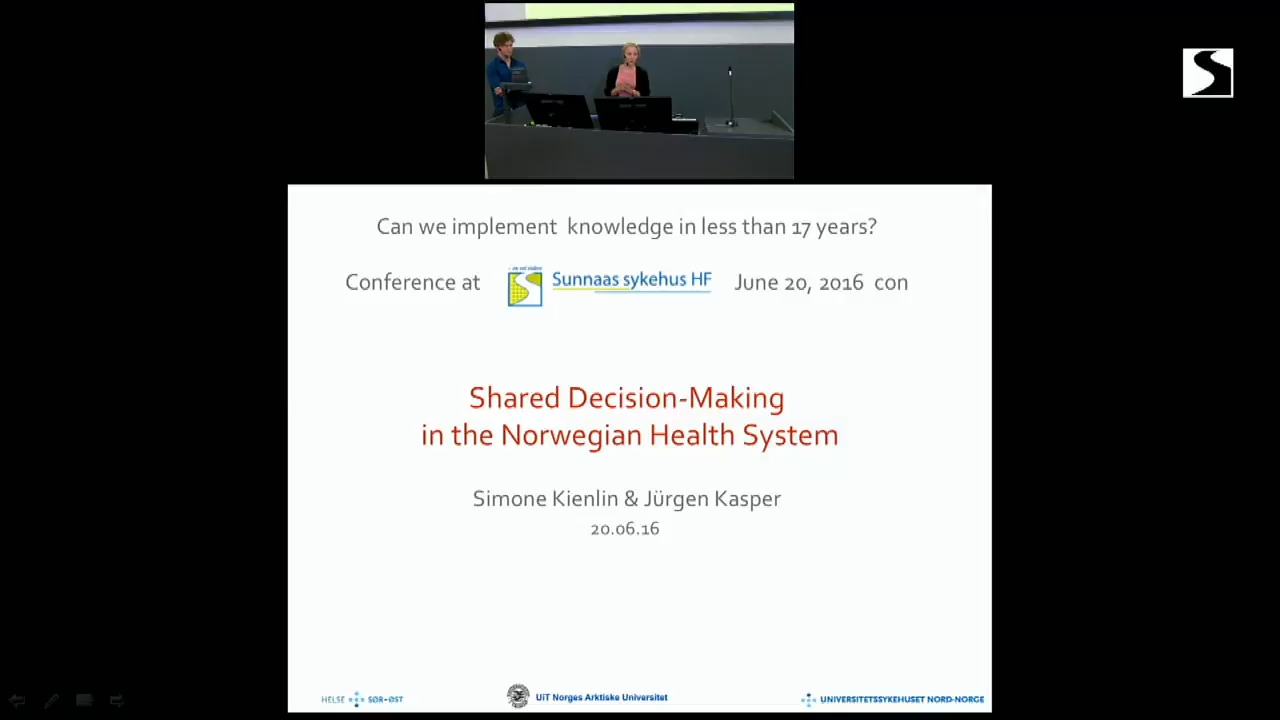 Can we implement knowledge in less than 17 years?
Conference at Sunnaas sykehus HF June 20, 2016 con
Shared Decision-Making
in the Norwegian Health System
Simone Kienlin & Jürgen Kasper
20.06.16
HELSE SØR-ØST UiT Norges Arktiske Universitet UNIVERSITETSSYKEHUSET NORD-NORGE